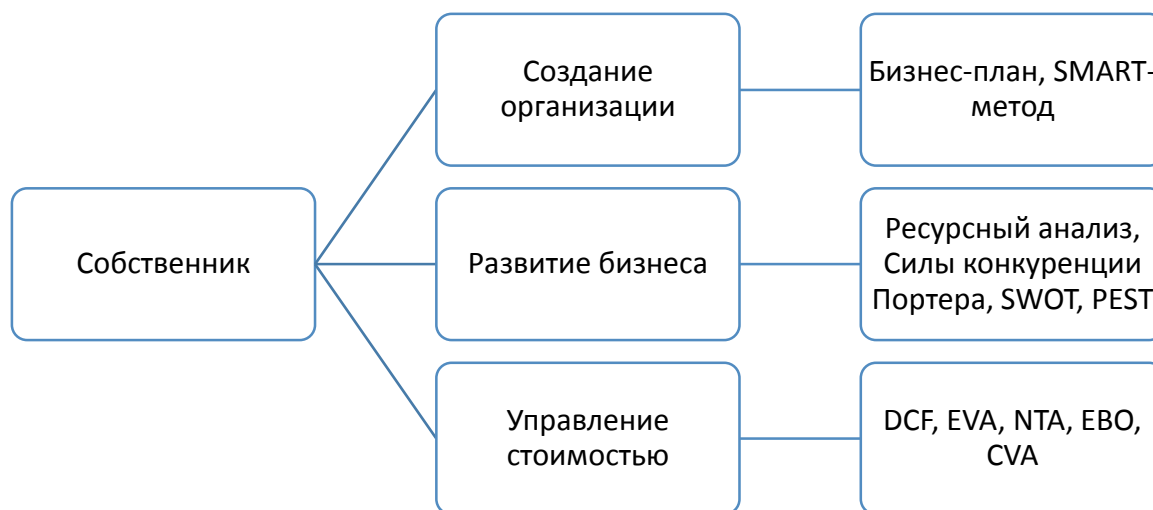 Создание
организации
Бизнес-план, SMART-
метод
Собственник
Развитие бизнеса
Ресурсный анализ,
Силы конкуренции
Портера, SWOT, PEST
Управление
стоимостью
DCF, EVA, NTA, EBO,
CVA